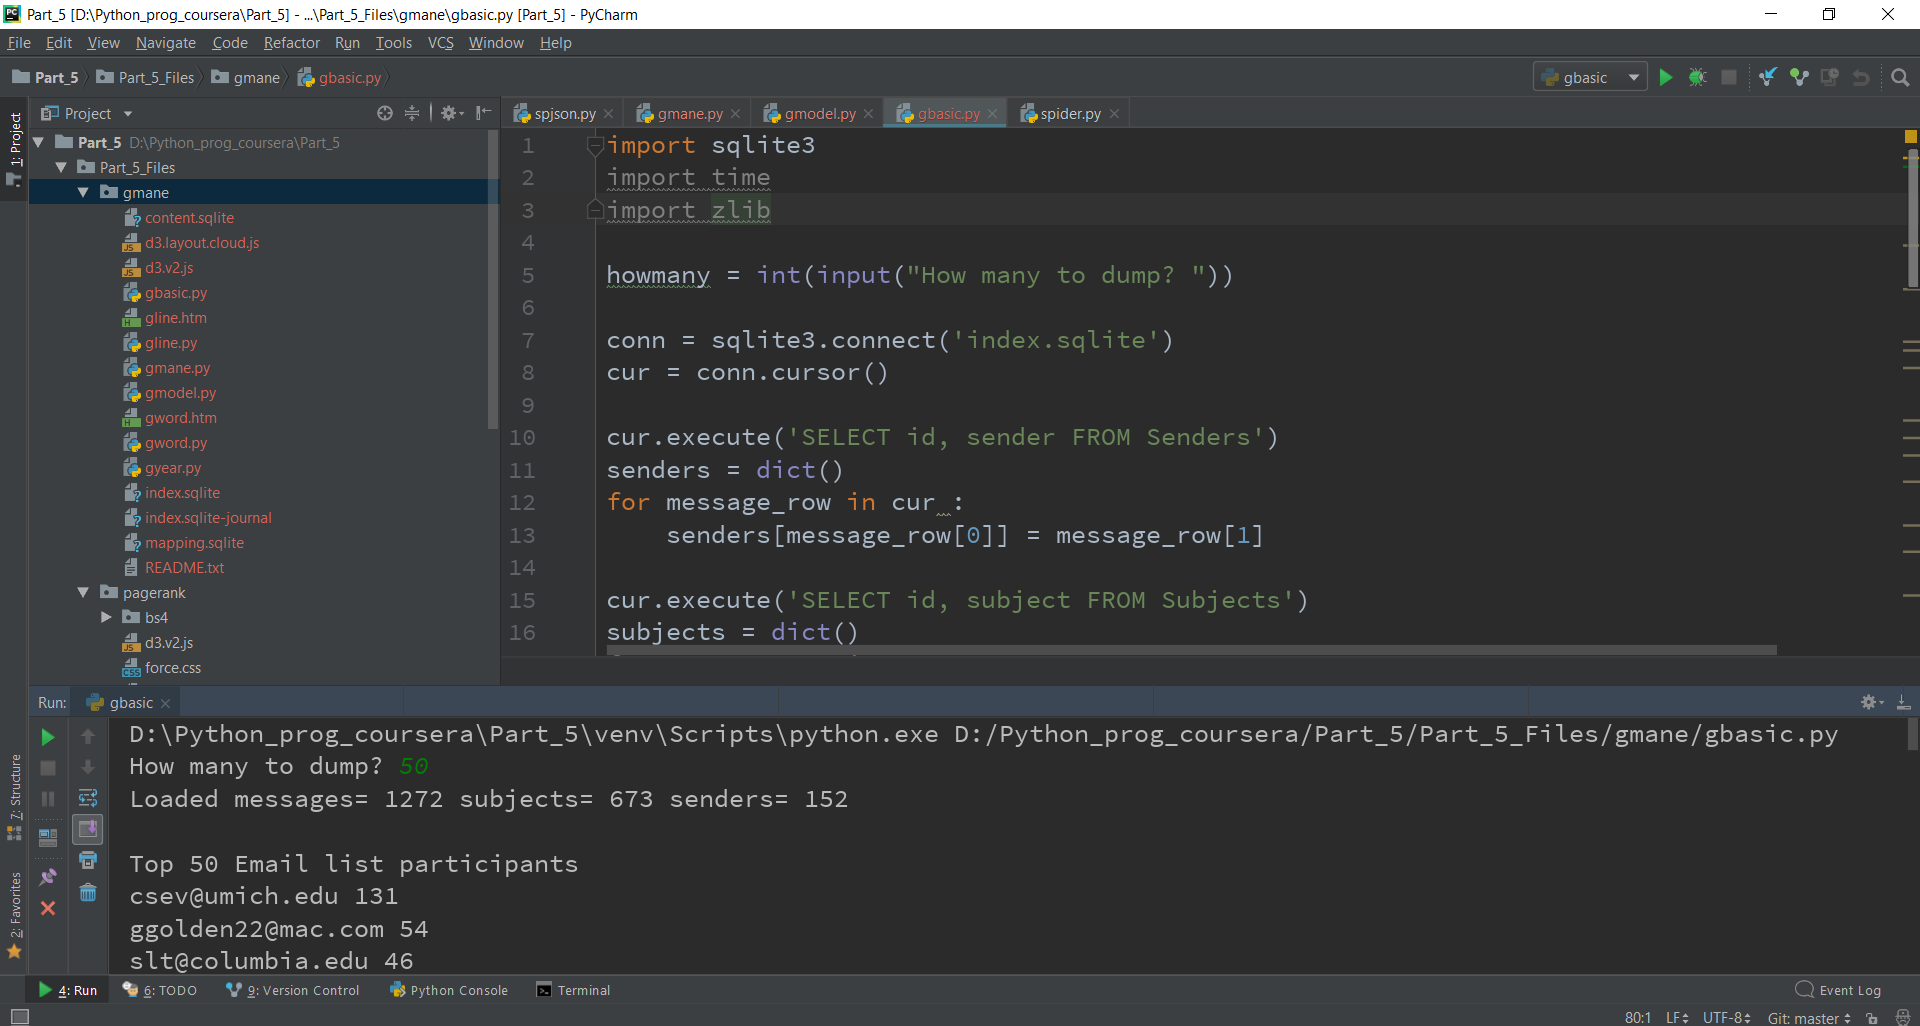 Part_5 [D:\Python_prog_coursera\Part_5] - ...\Part_5_Files\gmane\gbasic.py [Part_5] - PyCharm
File Edit View Navigate Code Refactor Run Tools VCS Window Help
Part_5 Part_5_Files gmane gbasic.py gbasic
1: Project
Project
Part_5 D:\Python_prog_coursera\Part_5
Part_5_Files
gmane
content.sqlite
d3.layout.cloud.js
d3.v2.js
gbasic.py
gline.htm
gline.py
gmane.py
gmodel.py
gword.htm
gword.py
gyear.py
index.sqlite
index.sqlite-journal
mapping.sqlite
README.txt
pagerank
bs4
d3.v2.js
force.css
spjson.py gmane.py gmodel.py gbasic.py spider.py
1 import sqlite3
2 import time
3 import zlib
4
5 howmany = int(input("How many to dump? "))
6
7 conn = sqlite3.connect('index.sqlite')
8 cur = conn.cursor()
9
10 cur.execute('SELECT id, sender FROM Senders')
11 senders = dict()
12 for message_row in cur :
13 senders[message_row[0]] = message_row[1]
14
15 cur.execute('SELECT id, subject FROM Subjects')
16 subjects = dict()
Run: gbasic
D:\Python_prog_coursera\Part_5\venv\Scripts\python.exe D:/Python_prog_coursera/Part_5/Part_5_Files/gmane/gbasic.py
How many to dump? 50
Loaded messages= 1272 subjects= 673 senders= 152
Top 50 Email list participants
csev@umich.edu 131
ggolden22@mac.com 54
slt@columbia.edu 46
7: Structure
2: Favorites
4: Run 6: TODO 9: Version Control Python Console Terminal Event Log
80:1 LF UTF-8 Git: master